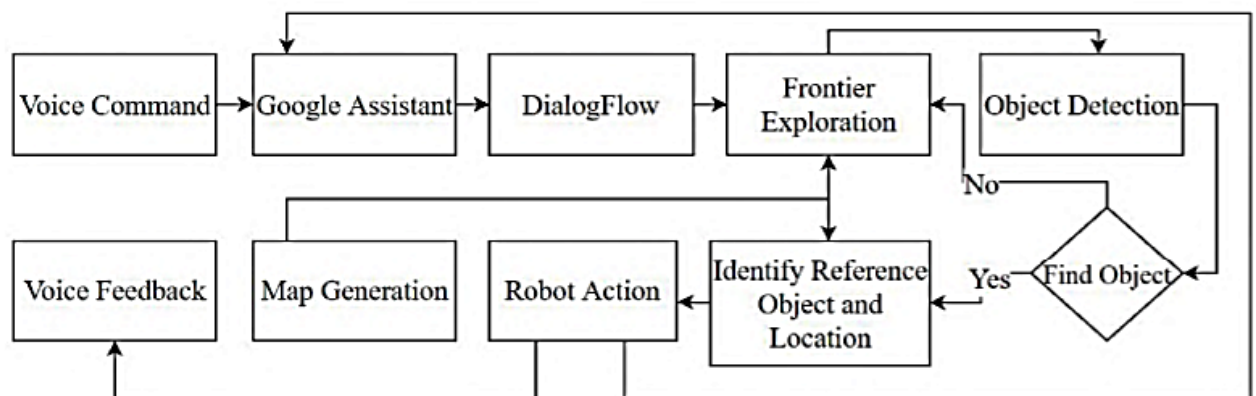 Voice Command
Google Assistant
DialogFlow
Frontier
Exploration
Object Detection
No
Voice Feedback
Map Generation
Robot Action
Identify Reference
Object and
Location
Yes
Find Object